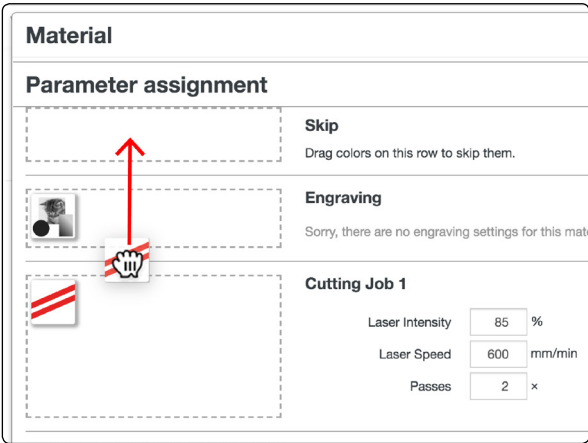 Material
Parameter assignment
Skip
Drag colors on this row to skip them.
Engraving
Sorry, there are no engraving settings for this mate
Cutting Job 1
Laser Intensity 85 %
Laser Speed 600 mm/min
Passes 2 ×